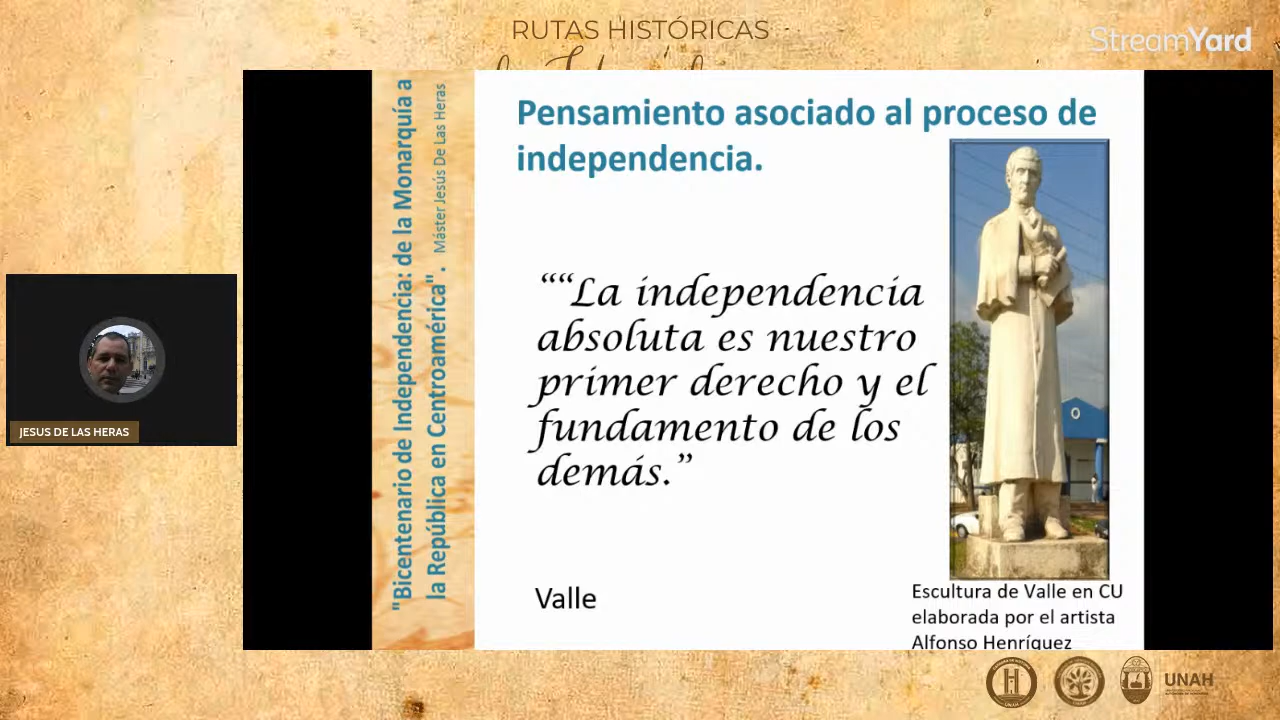 RUTAS HISTÓRICAS
StreamYard
"Bicentenario de Independencia: de la Monarquía a
la República en Centroamérica". Máster Jesús De Las Heras
Pensamiento asociado al proceso de
independencia.
““La independencia
absoluta es nuestro
primer derecho y el
fundamento de los
demás.”
Valle
Escultura de Valle en CU
elaborada por el artista
Alfonso Henríquez
JESUS DE LAS HERAS
UNAH